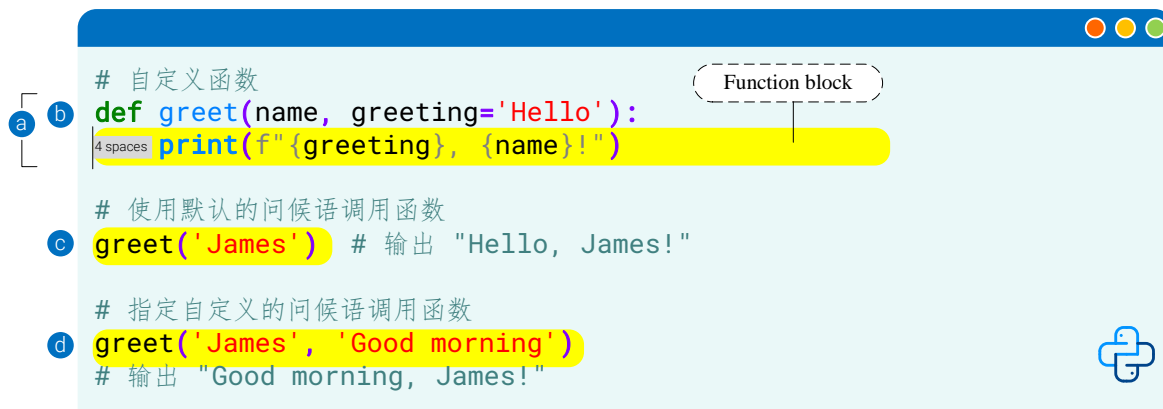 # 自定义函数
Function block
a
b
def greet(name, greeting='Hello'):
4 spaces print(f"{greeting}, {name}!")
# 使用默认的问候语调用函数
c
greet('James') # 输出 "Hello, James!"
# 指定自定义的问候语调用函数
d
greet('James', 'Good morning')
# 输出 "Good morning, James!"